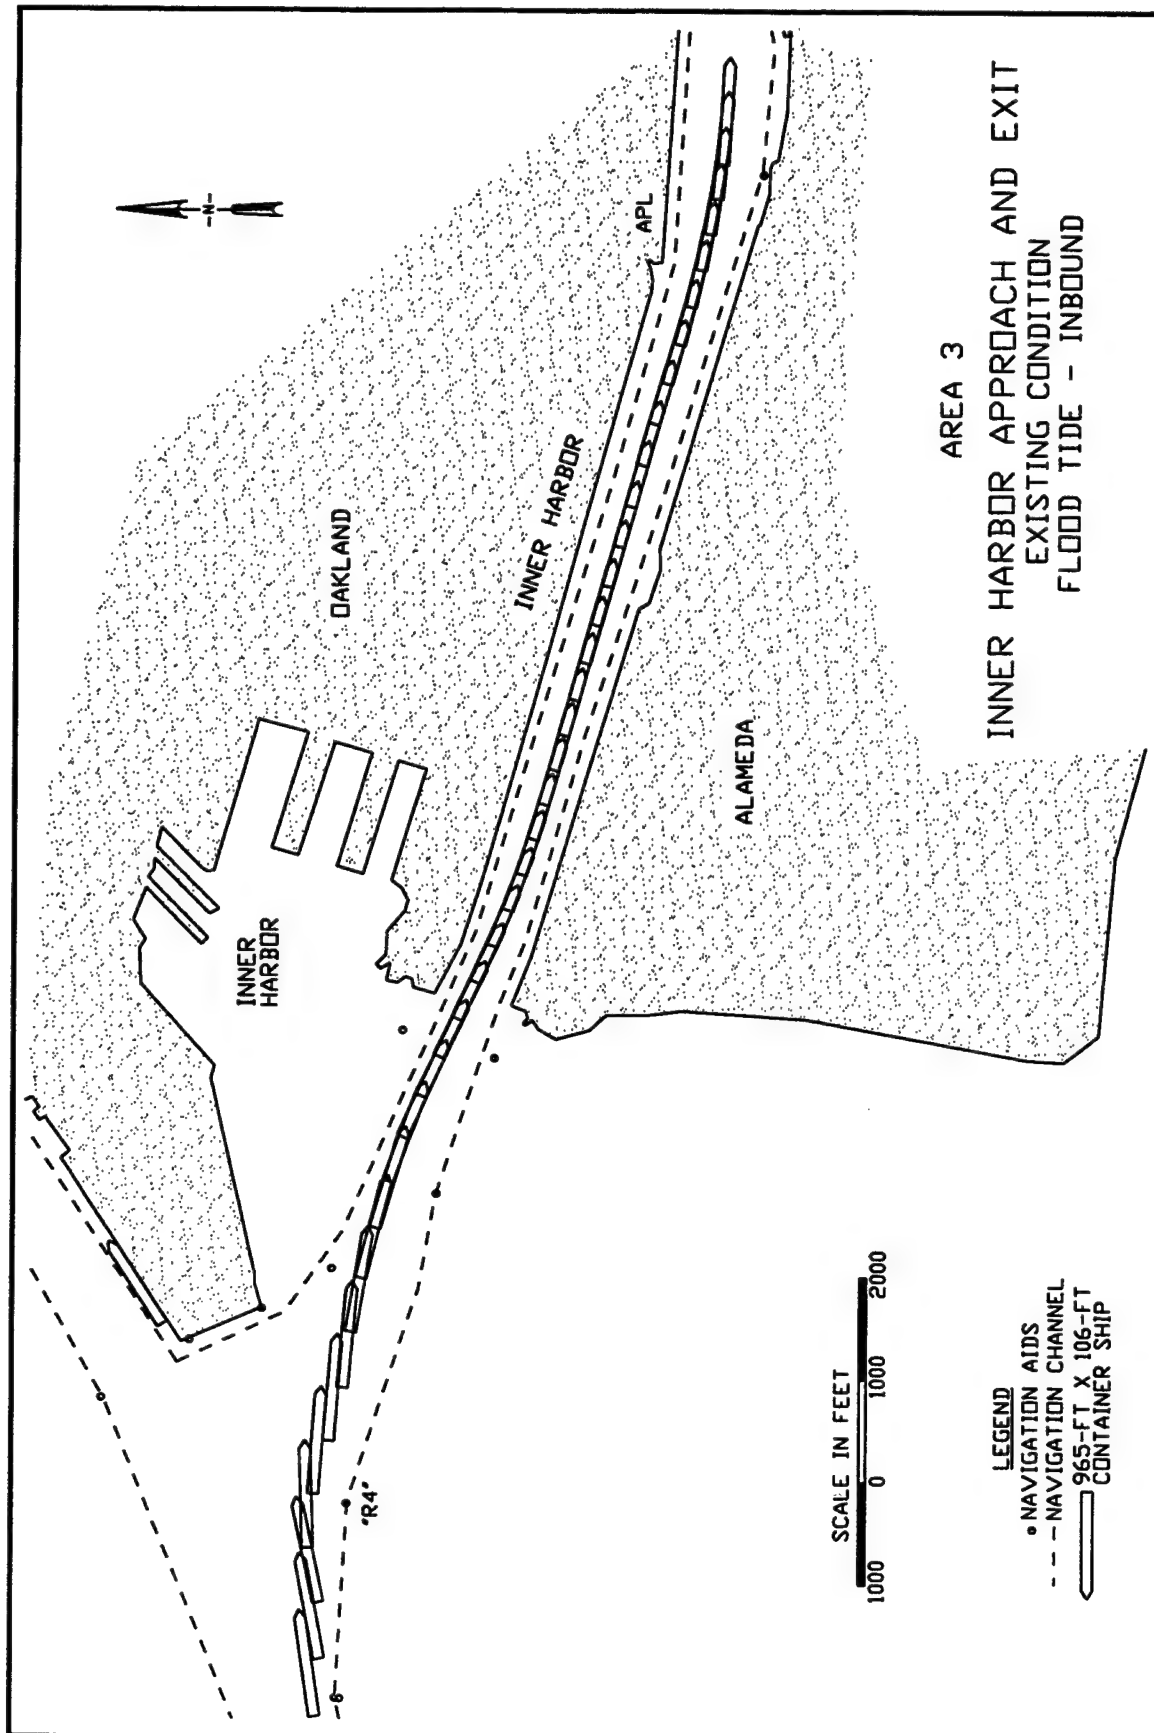 -N-
APL
OAKLAND
INNER HARBOR
INNER
HARBOR
ALAMEDA
"R4"
6
AREA 3
INNER HARBOR APPROACH AND EXIT
EXISTING CONDITION
FLOOD TIDE - INBOUND
SCALE IN FEET
1000 0 1000 2000
LEGEND
NAVIGATION AIDS
NAVIGATION CHANNEL
965-FT X 106-FT
CONTAINER SHIP